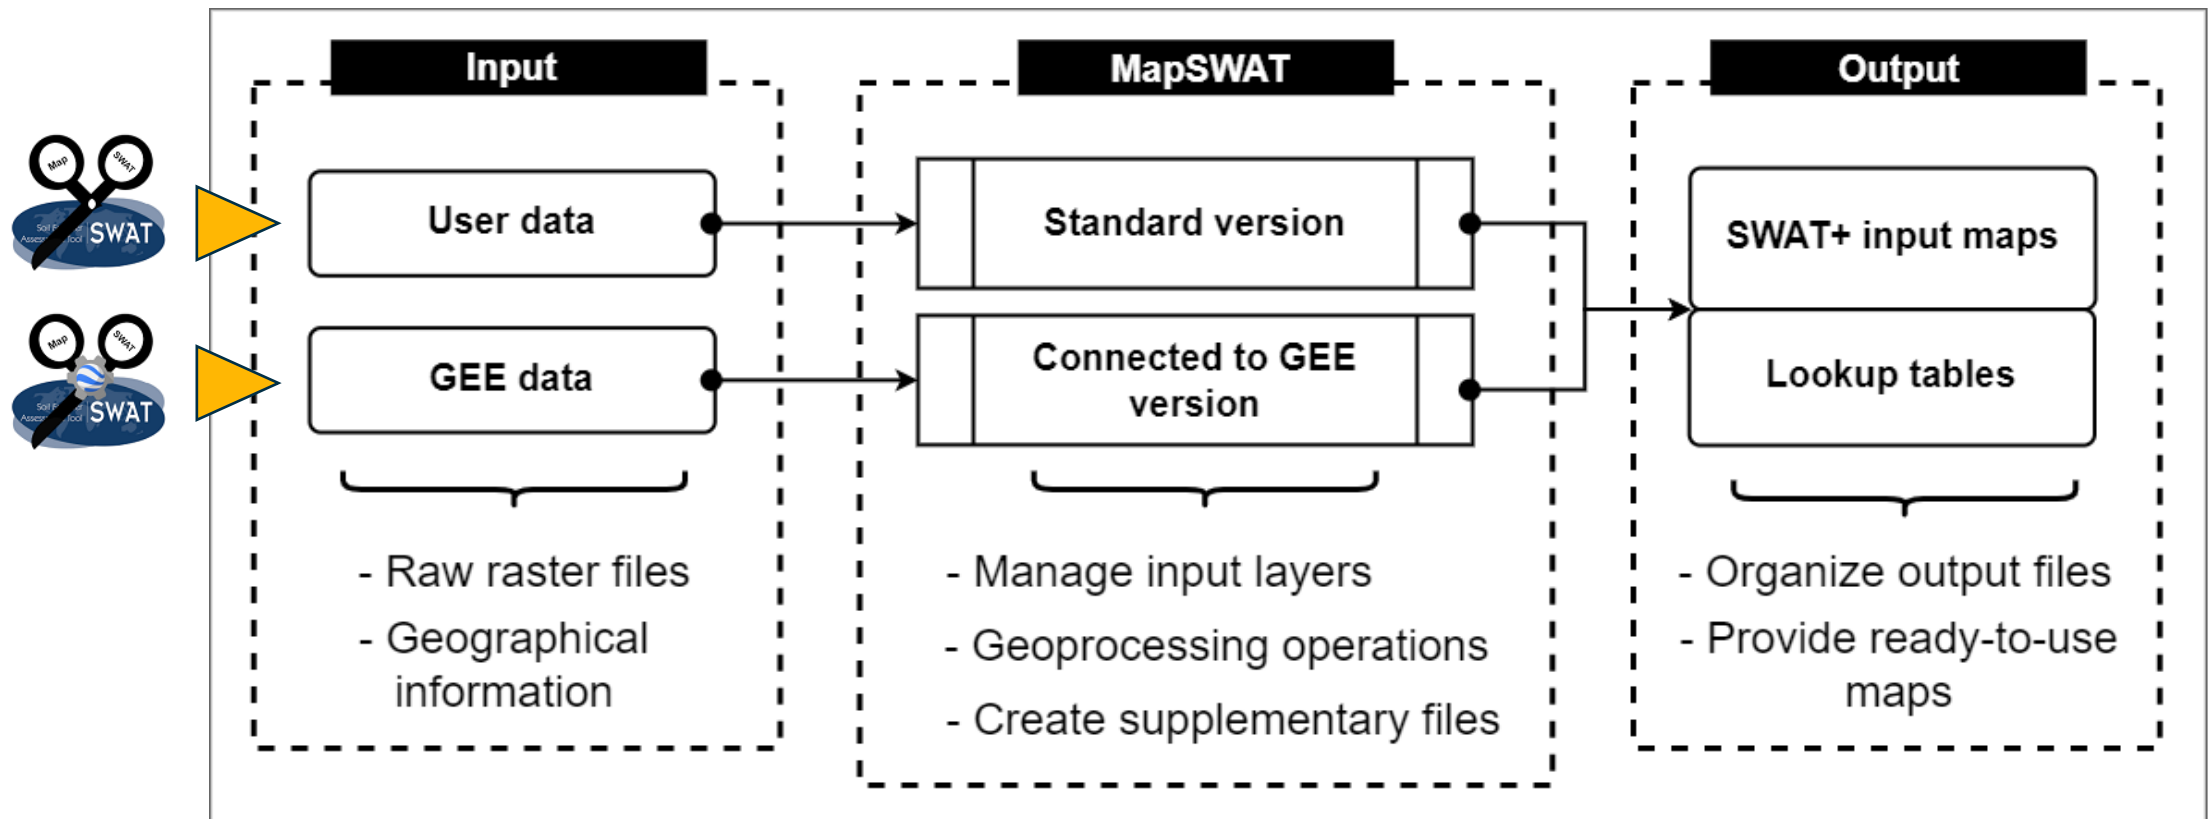 Input
MapSWAT
Output
Map
SWAT
SWAT
User data
Standard version
SWAT+ input maps
Map
SWAT
SWAT
GEE data
Connected to GEE
version
Lookup tables
- Raw raster files
- Geographical
information
- Manage input layers
- Geoprocessing operations
- Create supplementary files
- Organize output files
- Provide ready-to-use
maps